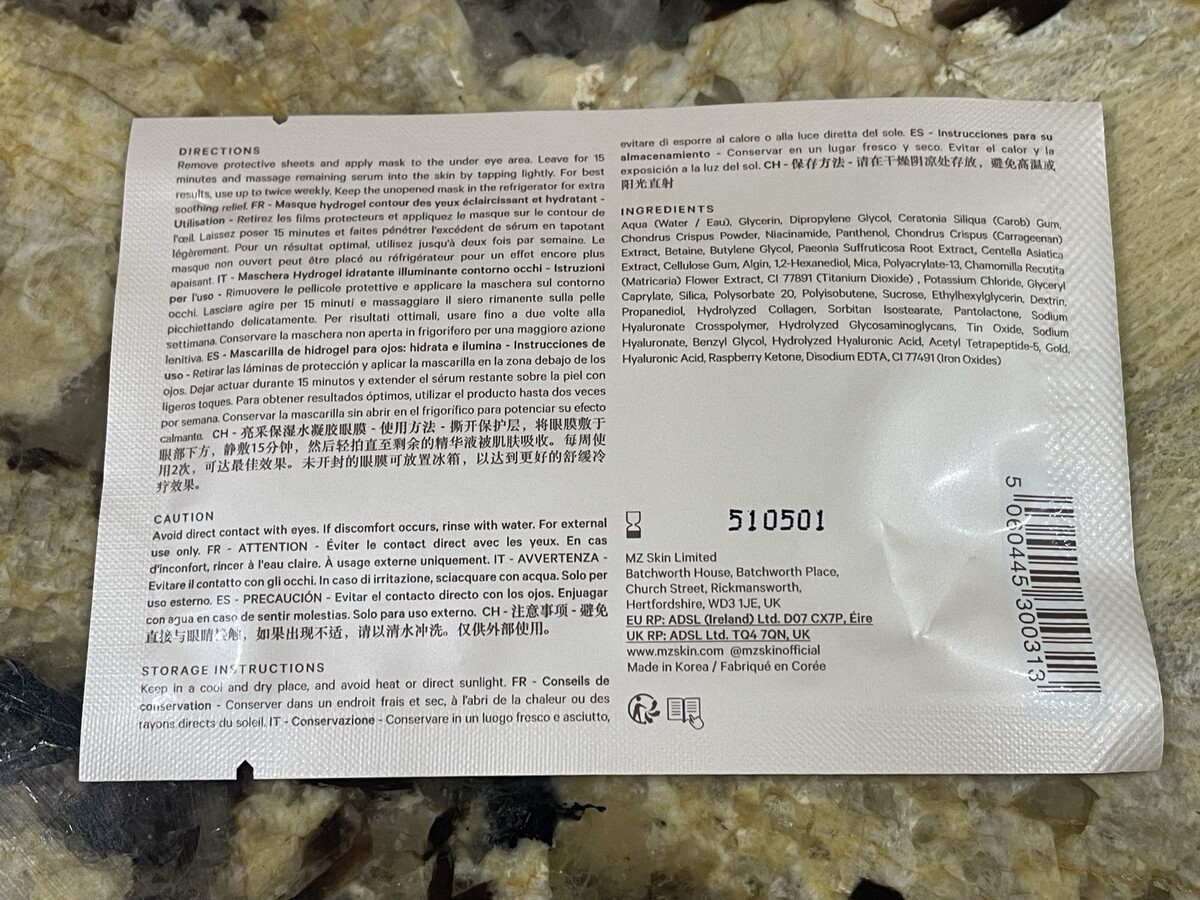 DIRECTIONS
Remove protective sheets and apply mask to the under eye area. Leave for 15
minutes and massage remaining serum into the skin by tapping lightly. For best
results, use up to twice weekly. Keep the unopened mask in the refrigerator for extra
soothing relief. FR - Masque hydrogel contour des yeux éclaircissant et hydratant -
Utilisation - Retirez les films protecteurs et appliquez le masque sur le contour de
l'œil. Laissez poser 15 minutes et faites pénétrer l'excédent de sérum en tapotant
légèrement. Pour un résultat optimal, utilisez jusqu'à deux fois par semaine. Le
masque non ouvert peut être placé au réfrigérateur pour un effet encore plus
apaisant. IT - Maschera Hydrogel idratante illuminante contorno occhi - Istruzioni
per l'uso - Rimuovere le pellicole protettive e applicare la maschera sul contorno
occhi. Lasciare agire per 15 minuti e massaggiare il siero rimanente sulla pelle
picchiettando delicatamente. Per risultati ottimali, usare fino a due volte alla
settimana. Conservare la maschera non aperta in frigorifero per una maggiore azione
lenitiva. ES - Mascarilla de hidrogel para ojos: hidrata e ilumina - Instrucciones de
uso - Retirar las láminas de protección y aplicar la mascarilla en la zona debajo de los
ojos. Dejar actuar durante 15 minutos y extender el sérum restante sobre la piel con
ligeros toques. Para obtener resultados óptimos, utilizar el producto hasta dos veces
por semana. Conservar la mascarilla sin abrir en el frigorífico para potenciar su efecto
calmante. CH - 亮采保湿水凝胶眼膜 - 使用方法 - 撕开保护层，将眼膜敷于
眼部下方，静敷15分钟，然后轻拍直至剩余的精华液被肌肤吸收。每周使
用2次，可达最佳效果。未开封的眼膜可放置冰箱，以达到更好的舒缓冷
疗效果。
CAUTION
Avoid direct contact with eyes. If discomfort occurs, rinse with water. For external
use only. FR - ATTENTION - Éviter le contact direct avec les yeux. En cas
d'inconfort, rincer à l'eau claire. À usage externe uniquement. IT - AVVERTENZA -
Evitare il contatto con gli occhi. In caso di irritazione, sciacquare con acqua. Solo per
uso esterno. ES - PRECAUCIÓN - Evitar el contacto directo con los ojos. Enjuagar
con agua en caso de sentir molestias. Solo para uso externo. CH - 注意事项 - 避免
直接与眼睛接触，如果出现不适，请以清水冲洗。仅供外部使用。
STORAGE INSTRUCTIONS
Keep in a cool and dry place, and avoid heat or direct sunlight. FR - Conseils de
conservation - Conserver dans un endroit frais et sec, à l'abri de la chaleur ou des
rayons directs du soleil. IT - Conservazione - Conservare in un luogo fresco e asciutto,
evitare di esporre al calore o alla luce diretta del sole. ES - Instrucciones para su
almacenamiento - Conservar en un lugar fresco y seco. Evitar el calor y la
exposición a la luz del sol. CH - 保存方法 - 请在干燥阴凉处存放，避免高温或
阳光直射
INGREDIENTS
Aqua (Water / Eau), Glycerin, Dipropylene Glycol, Ceratonia Siliqua (Carob) Gum,
Chondrus Crispus Powder, Niacinamide, Panthenol, Chondrus Crispus (Carrageenan)
Extract, Betaine, Butylene Glycol, Paeonia Suffruticosa Root Extract, Centella Asiatica
Extract, Cellulose Gum, Algin, 1,2-Hexanediol, Mica, Polyacrylate-13, Chamomilla Recutita
(Matricaria) Flower Extract, CI 77891 (Titanium Dioxide) , Potassium Chloride, Glyceryl
Caprylate, Silica, Polysorbate 20, Polyisobutene, Sucrose, Ethylhexylglycerin, Dextrin,
Propanediol, Hydrolyzed Collagen, Sorbitan Isostearate, Pantolactone, Sodium
Hyaluronate Crosspolymer, Hydrolyzed Glycosaminoglycans, Tin Oxide, Sodium
Hyaluronate, Benzyl Glycol, Hydrolyzed Hyaluronic Acid, Acetyl Tetrapeptide-5, Gold,
Hyaluronic Acid, Raspberry Ketone, Disodium EDTA, CI 77491 (Iron Oxides)
510501
MZ Skin Limited
Batchworth House, Batchworth Place,
Church Street, Rickmansworth,
Hertfordshire, WD3 1JE, UK
EU RP: ADSL (Ireland) Ltd. D07 CX7P, Éire
UK RP: ADSL Ltd. TQ4 7QN, UK
www.mzskin.com @mzskinofficial
Made in Korea / Fabriqué en Corée
5 060445 300313